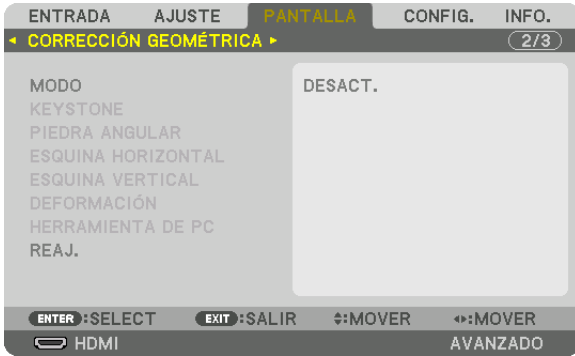 ENTRADA AJUSTE PANTALLA CONFIG. INFO.
CORRECCIÓN GEOMÉTRICA 2/3
MODO DESACT.
KEYSTONE
PIEDRA ANGULAR
ESQUINA HORIZONTAL
ESQUINA VERTICAL
DEFORMACIÓN
HERRAMIENTA DE PC
REAJ.
ENTER :SELECT EXIT :SALIR :MOVER :MOVER
HDMI AVANZADO